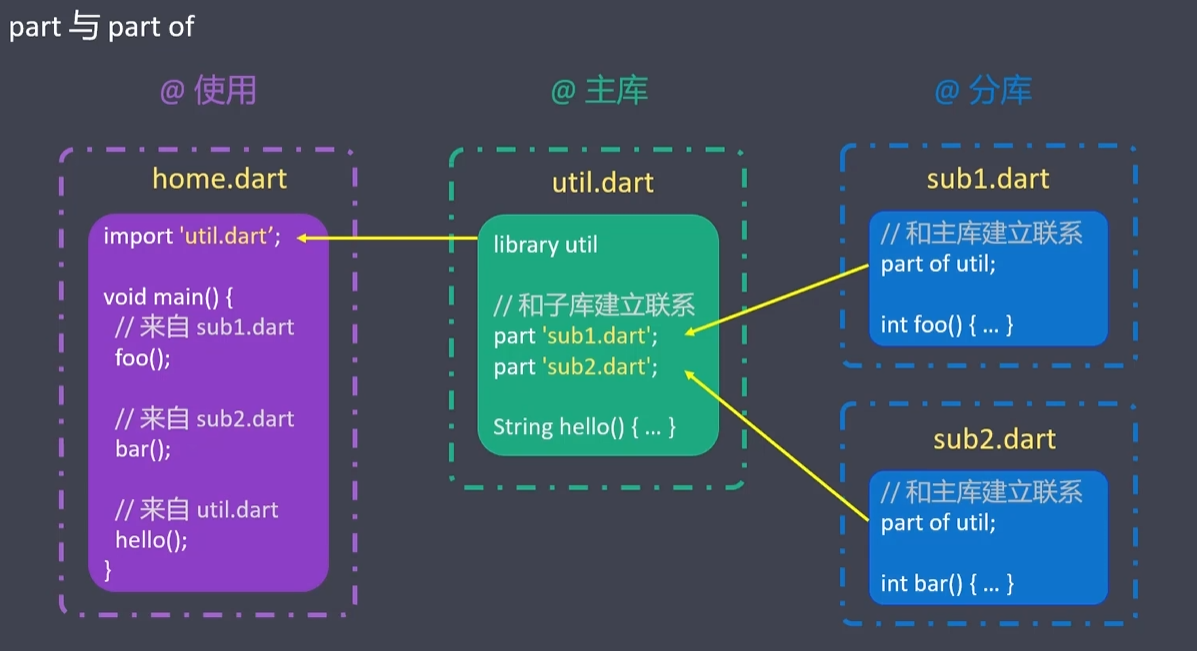 part 与 part of
@ 使用
home.dart
import 'util.dart’;
void main() {
// 来自 sub1.dart
foo();
// 来自 sub2.dart
bar();
// 来自 util.dart
hello();
}
@ 主库
util.dart
library util
// 和子库建立联系
part 'sub1.dart';
part 'sub2.dart';
String hello() { ... }
@ 分库
sub1.dart
// 和主库建立联系
part of util;
int foo() { ... }
sub2.dart
// 和主库建立联系
part of util;
int bar() { ... }